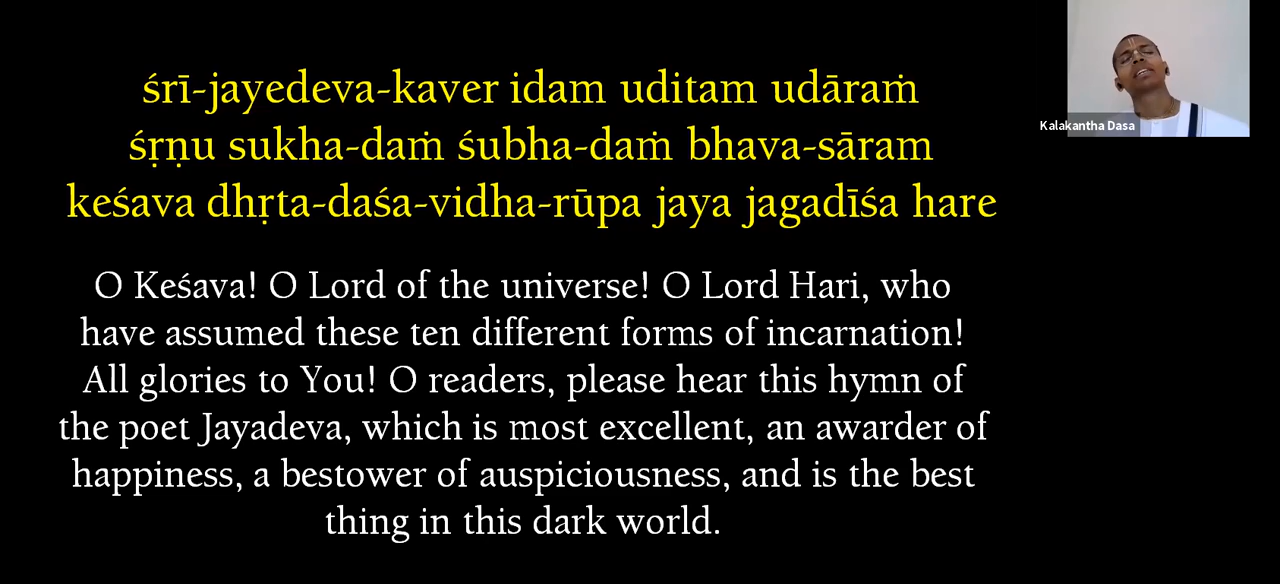 śrī-jayedeva-kaver idam uditam udāraṁ
śṛṇu sukha-daṁ śubha-daṁ bhava-sāram
keśava dhṛta-daśa-vidha-rūpa jaya jagadīśa hare
O Keśava! O Lord of the universe! O Lord Hari, who
have assumed these ten different forms of incarnation!
All glories to You! O readers, please hear this hymn of
the poet Jayadeva, which is most excellent, an awarder of
happiness, a bestower of auspiciousness, and is the best
thing in this dark world.
Kalakantha Dasa